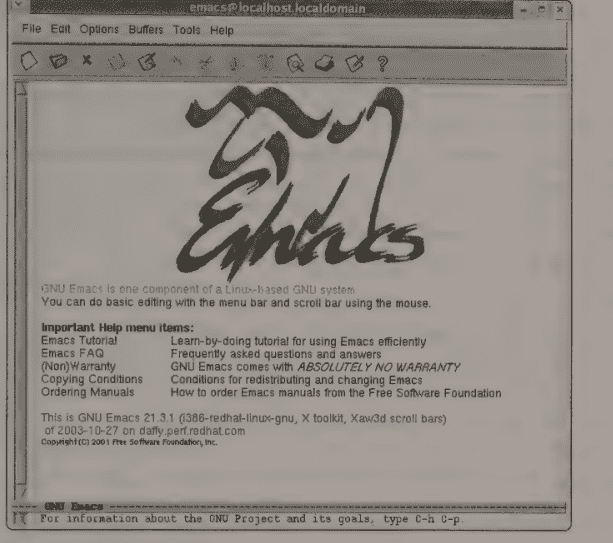 emacs@localhost.localdomain
File Edit Options Buffers Tools Help
Emacs
GNU Emacs is one component of a Linux-based GNU system.
You can do basic editing with the menu bar and scroll bar using the mouse.
Important Help menu items:
Emacs Tutorial Learn-by-doing tutorial for using Emacs efficiently
Emacs FAQ Frequently asked questions and answers
(Non)Warranty GNU Emacs comes with ABSOLUTELY NO WARRANTY
Copying Conditions Conditions for redistributing and changing Emacs
Ordering Manuals How to order Emacs manuals from the Free Software Foundation
This is GNU Emacs 21.3.1 (i386-redhat-linux-gnu, X toolkit, Xaw3d scroll bars)
of 2003-10-27 on daffy.perf.redhat.com
Copyright (C) 2001 Free Software Foundation, Inc.
GNU Emacs
For information about the GNU Project and its goals, type C-h C-p.